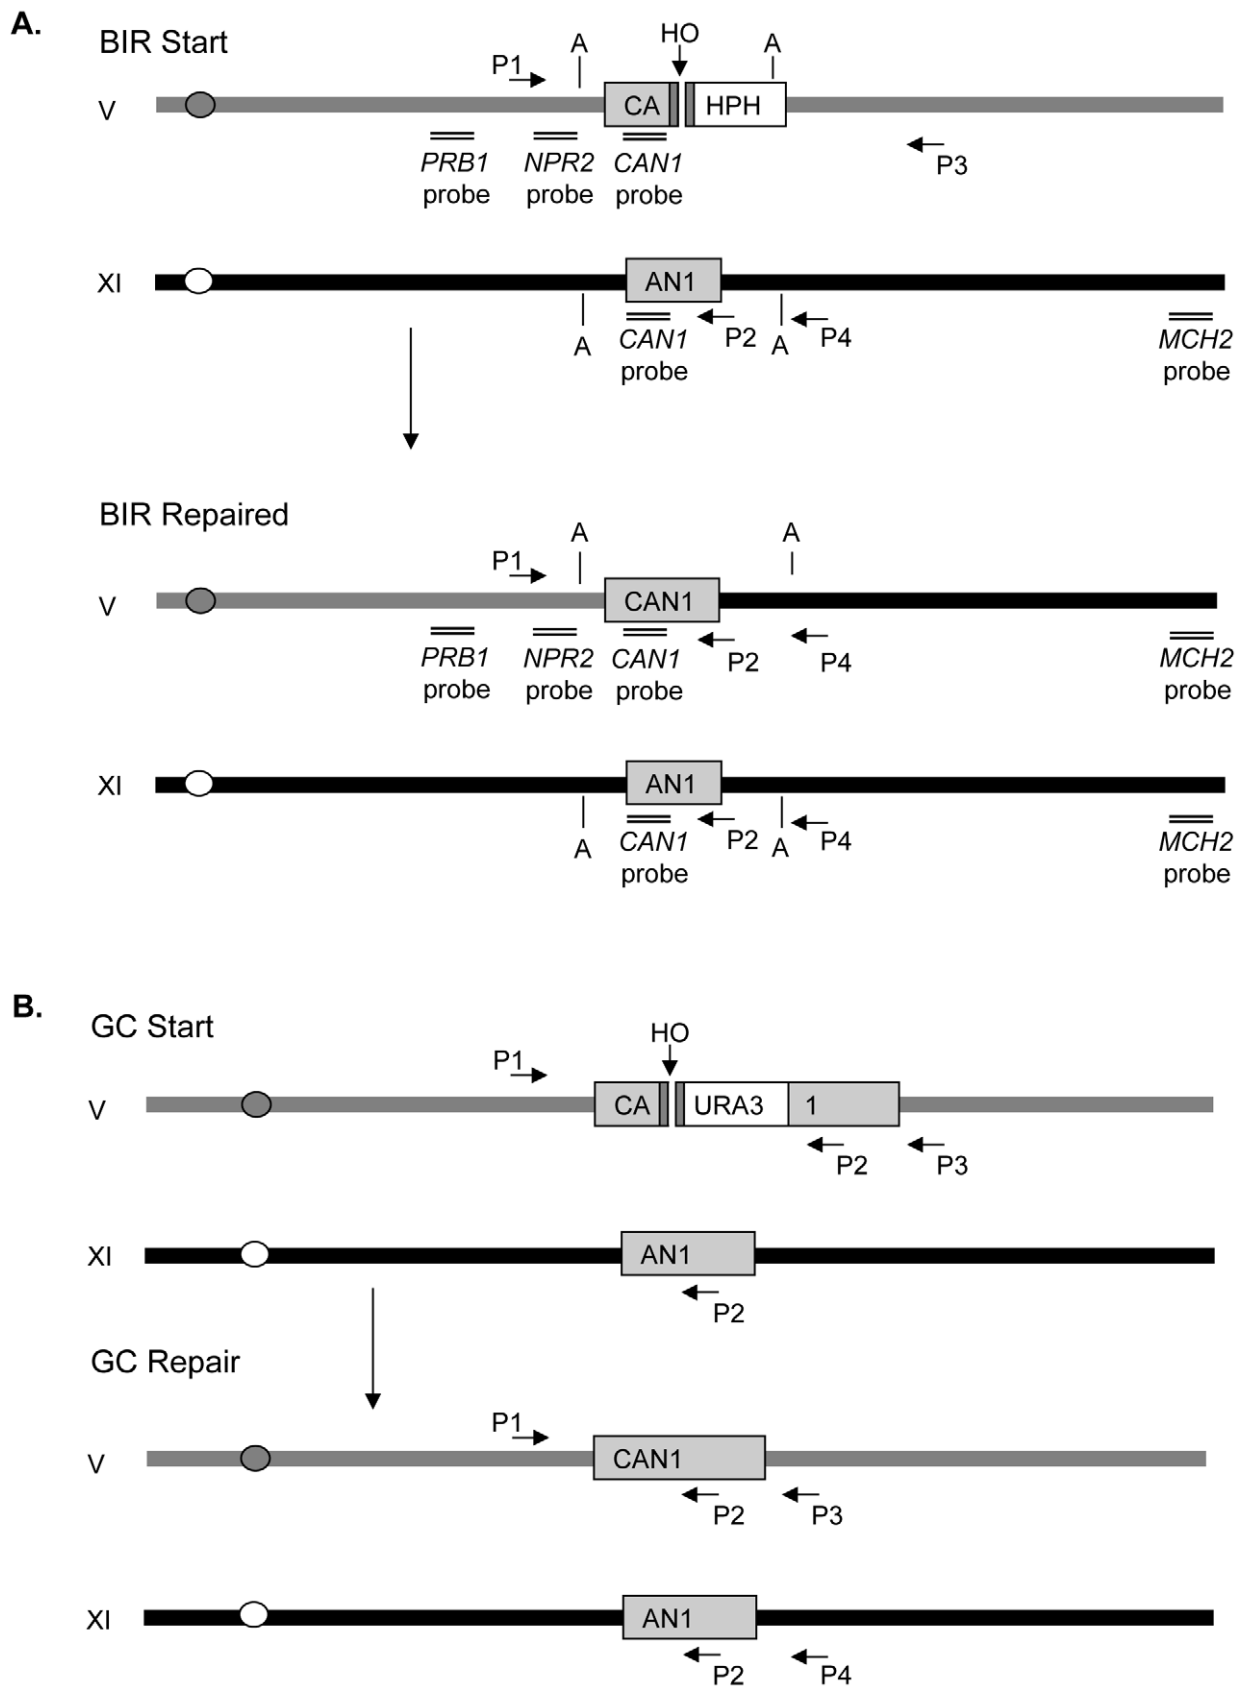 A.
BIR Start
HO
A
A
P1
V
CA
HPH
PRB1
probe
NPR2
probe
CAN1
probe
P3
XI
AN1
A
CAN1
probe
P2
A
P4
MCH2
probe
BIR Repaired
A
A
P1
V
CAN1
PRB1
probe
NPR2
probe
CAN1
probe
P2
P4
MCH2
probe
XI
AN1
A
CAN1
probe
P2
A
P4
MCH2
probe
B.
GC Start
HO
P1
V
CA
URA3
1
P2
P3
XI
AN1
P2
GC Repair
P1
V
CAN1
P2
P3
XI
AN1
P2
P4